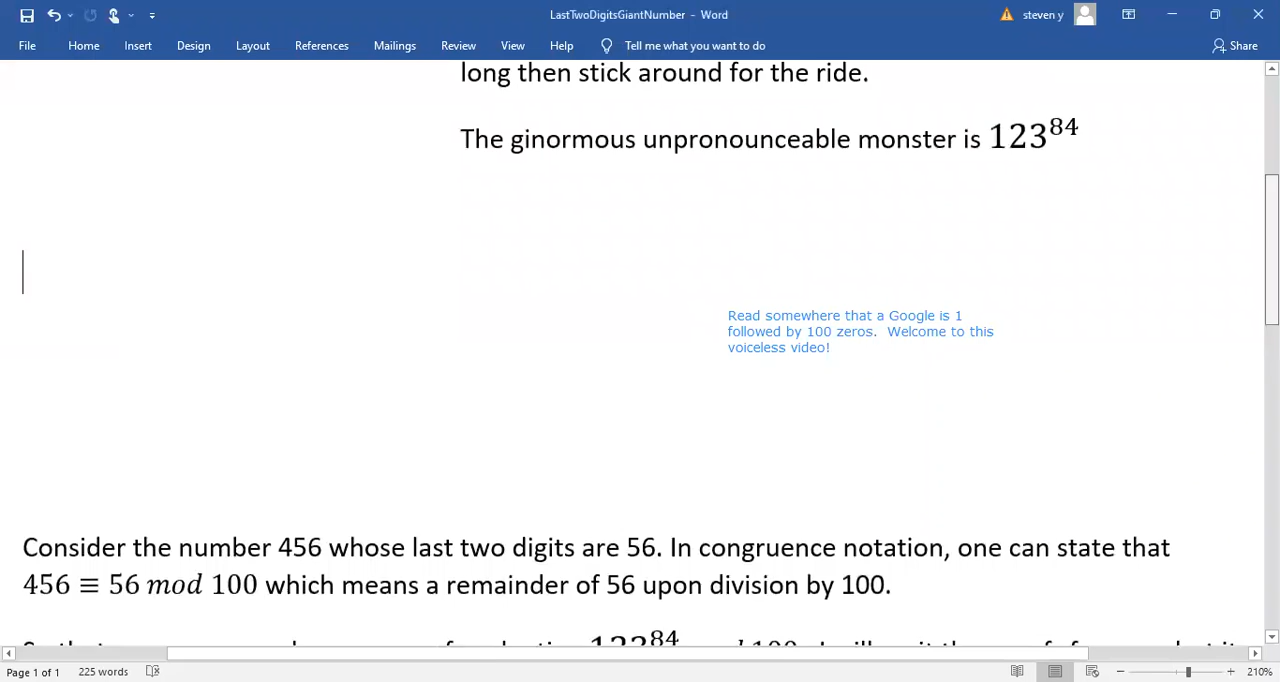 LastTwoDigitsGiantNumber - Word
steven y
File Home Insert Design Layout References Mailings Review View Help Tell me what you want to do Share
long then stick around for the ride.
The ginormous unpronounceable monster is 123⁸⁴
Read somewhere that a Google is 1
followed by 100 zeros. Welcome to this
voiceless video!
Consider the number 456 whose last two digits are 56. In congruence notation, one can state that
456 ≡ 56 mod 100 which means a remainder of 56 upon division by 100.
Page 1 of 1 225 words 210%